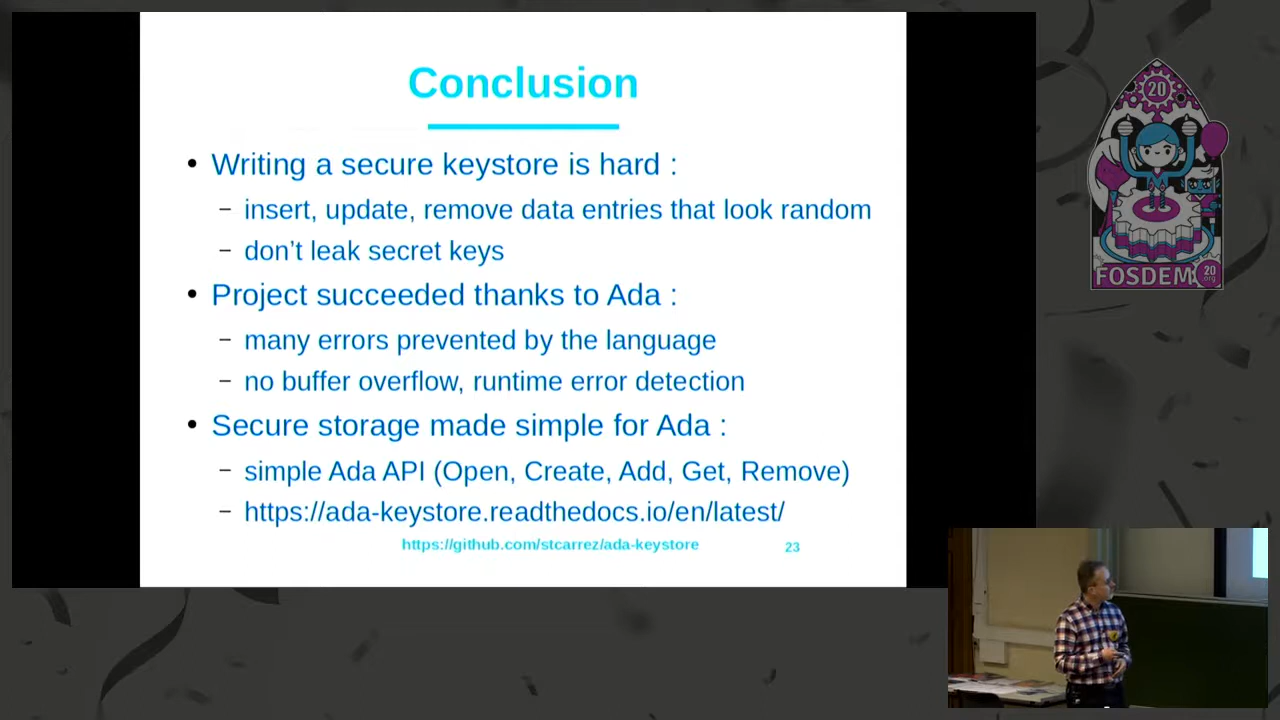 Conclusion
Writing a secure keystore is hard :
insert, update, remove data entries that look random
don't leak secret keys
Project succeeded thanks to Ada :
many errors prevented by the language
no buffer overflow, runtime error detection
Secure storage made simple for Ada :
simple Ada API (Open, Create, Add, Get, Remove)
https://ada-keystore.readthedocs.io/en/latest/
https://github.com/stcarrez/ada-keystore
23
20
FOSDEM
20
.org